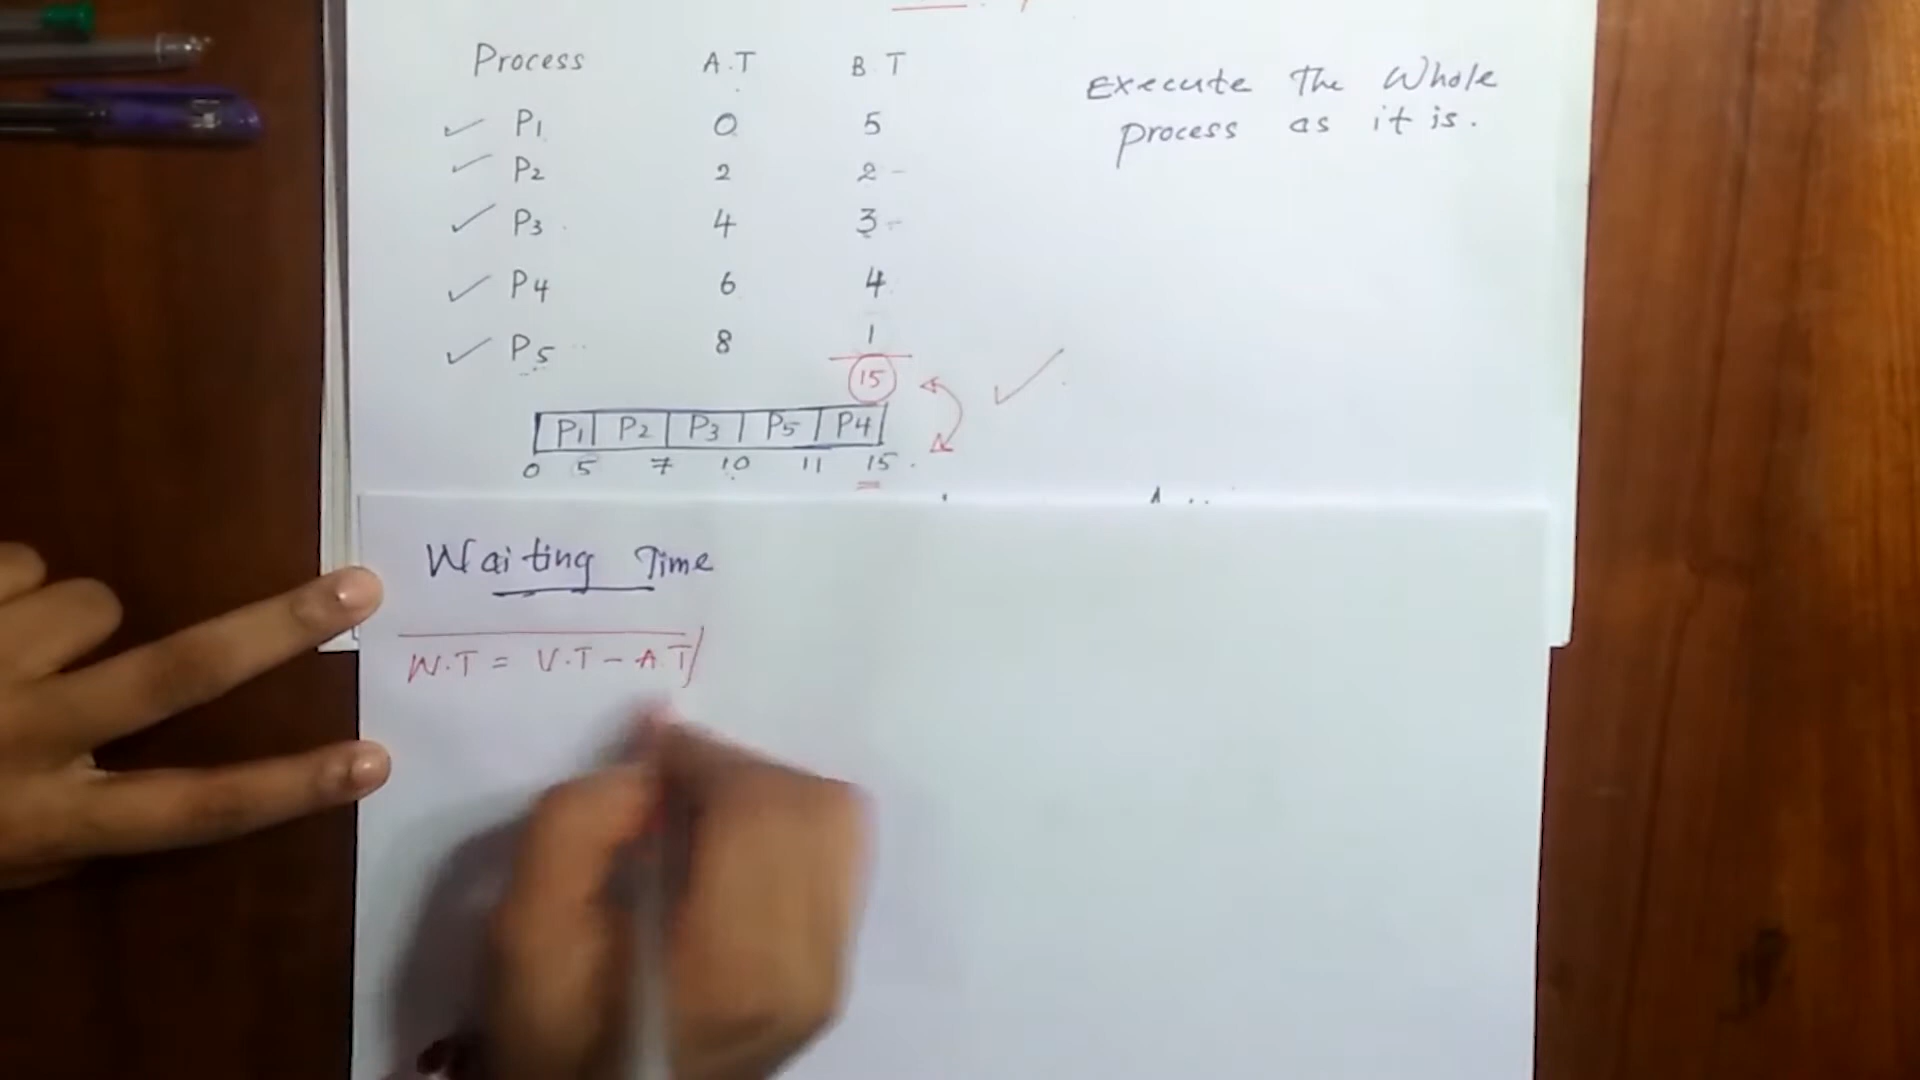 Process A.T B.T
P1 0 5
P2 2 2
P3 4 3
P4 6 4
P5 8 1
15
Execute The Whole
process as it is.
P1 P2 P3 P5 P4
0 5 7 10 11 15
Waiting Time
W.T = V.T - A.T